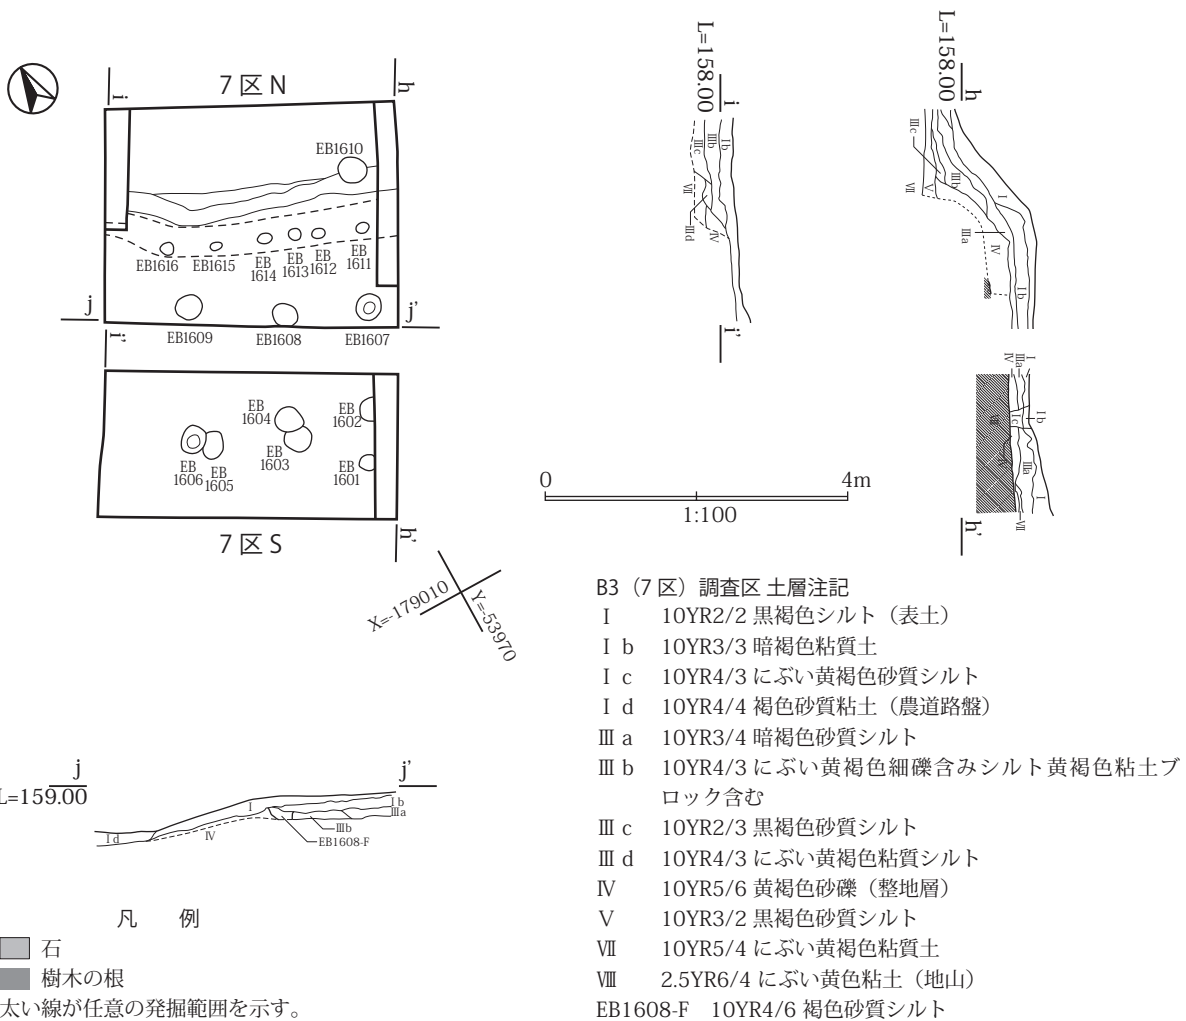 7 区 N
i
h
EB1610
EB1616
EB1615
EB
1614
EB
1613
EB
1612
EB
1611
j
j'
i'
EB1609
EB1608
EB1607
EB
1604
EB
1603
EB
1602
EB
1601
EB
1606
EB
1605
7 区 S
h'
L=158.00
i
Ⅲc
Ⅲb
Ⅰb
Ⅶ
Ⅲd
Ⅳ
i'
L=158.00
h
Ⅲc
Ⅶ
Ⅴ
Ⅲb
Ⅰ
Ⅲa
Ⅳ
Ⅰb
Ⅳ
Ⅲa
Ⅰ
Ⅰc
Ⅰb
Ⅲa
Ⅰ
Ⅶ
h'
0
4m
1:100
X=-179010
Y=-53970
j
j'
L=159.00
Ⅰd
Ⅳ
Ⅰ
Ⅰb
Ⅲa
Ⅲb
EB1608-F
凡 例
石
樹木の根
太い線が任意の発掘範囲を示す。
B3（7 区）調査区 土層注記
Ⅰ 10YR2/2 黒褐色シルト（表土）
Ⅰ b 10YR3/3 暗褐色粘質土
Ⅰ c 10YR4/3 にぶい黄褐色砂質シルト
Ⅰ d 10YR4/4 褐色砂質粘土（農道路盤）
Ⅲ a 10YR3/4 暗褐色砂質シルト
Ⅲ b 10YR4/3 にぶい黄褐色細礫含みシルト黄褐色粘土ブ
ロック含む
Ⅲ c 10YR2/3 黒褐色砂質シルト
Ⅲ d 10YR4/3 にぶい黄褐色粘質シルト
Ⅳ 10YR5/6 黄褐色砂礫（整地層）
Ⅴ 10YR3/2 黒褐色砂質シルト
Ⅶ 10YR5/4 にぶい黄褐色粘質土
Ⅷ 2.5YR6/4 にぶい黄色粘土（地山）
EB1608-F 10YR4/6 褐色砂質シルト